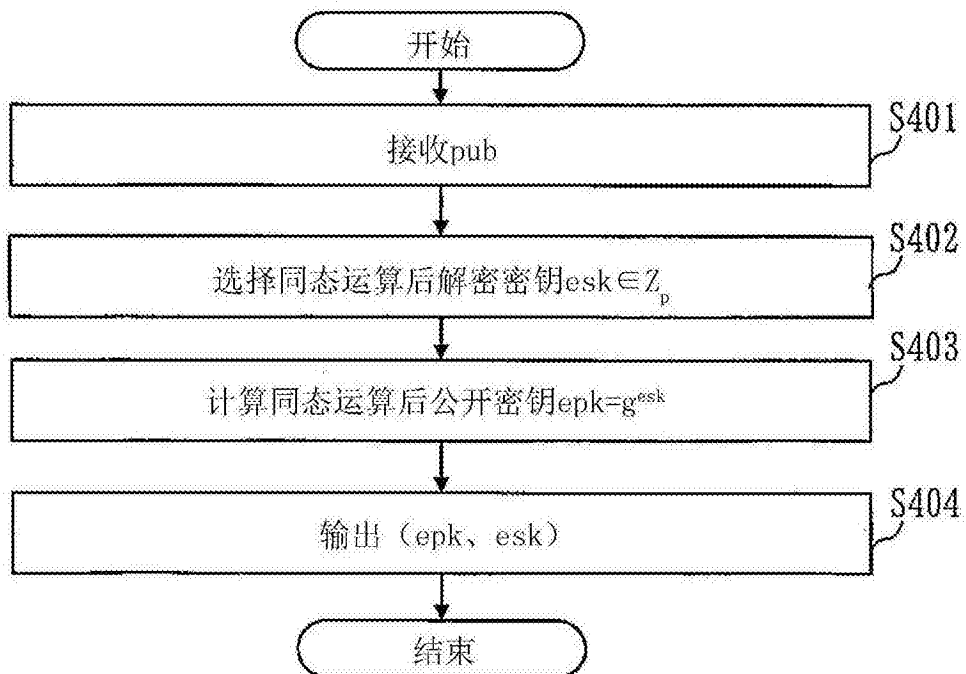 开始
S401
接收pub
S402
选择同态运算后解密密钥esk∈Zp
S403
计算同态运算后公开密钥epk=g^esk
S404
输出（epk、esk）
结束